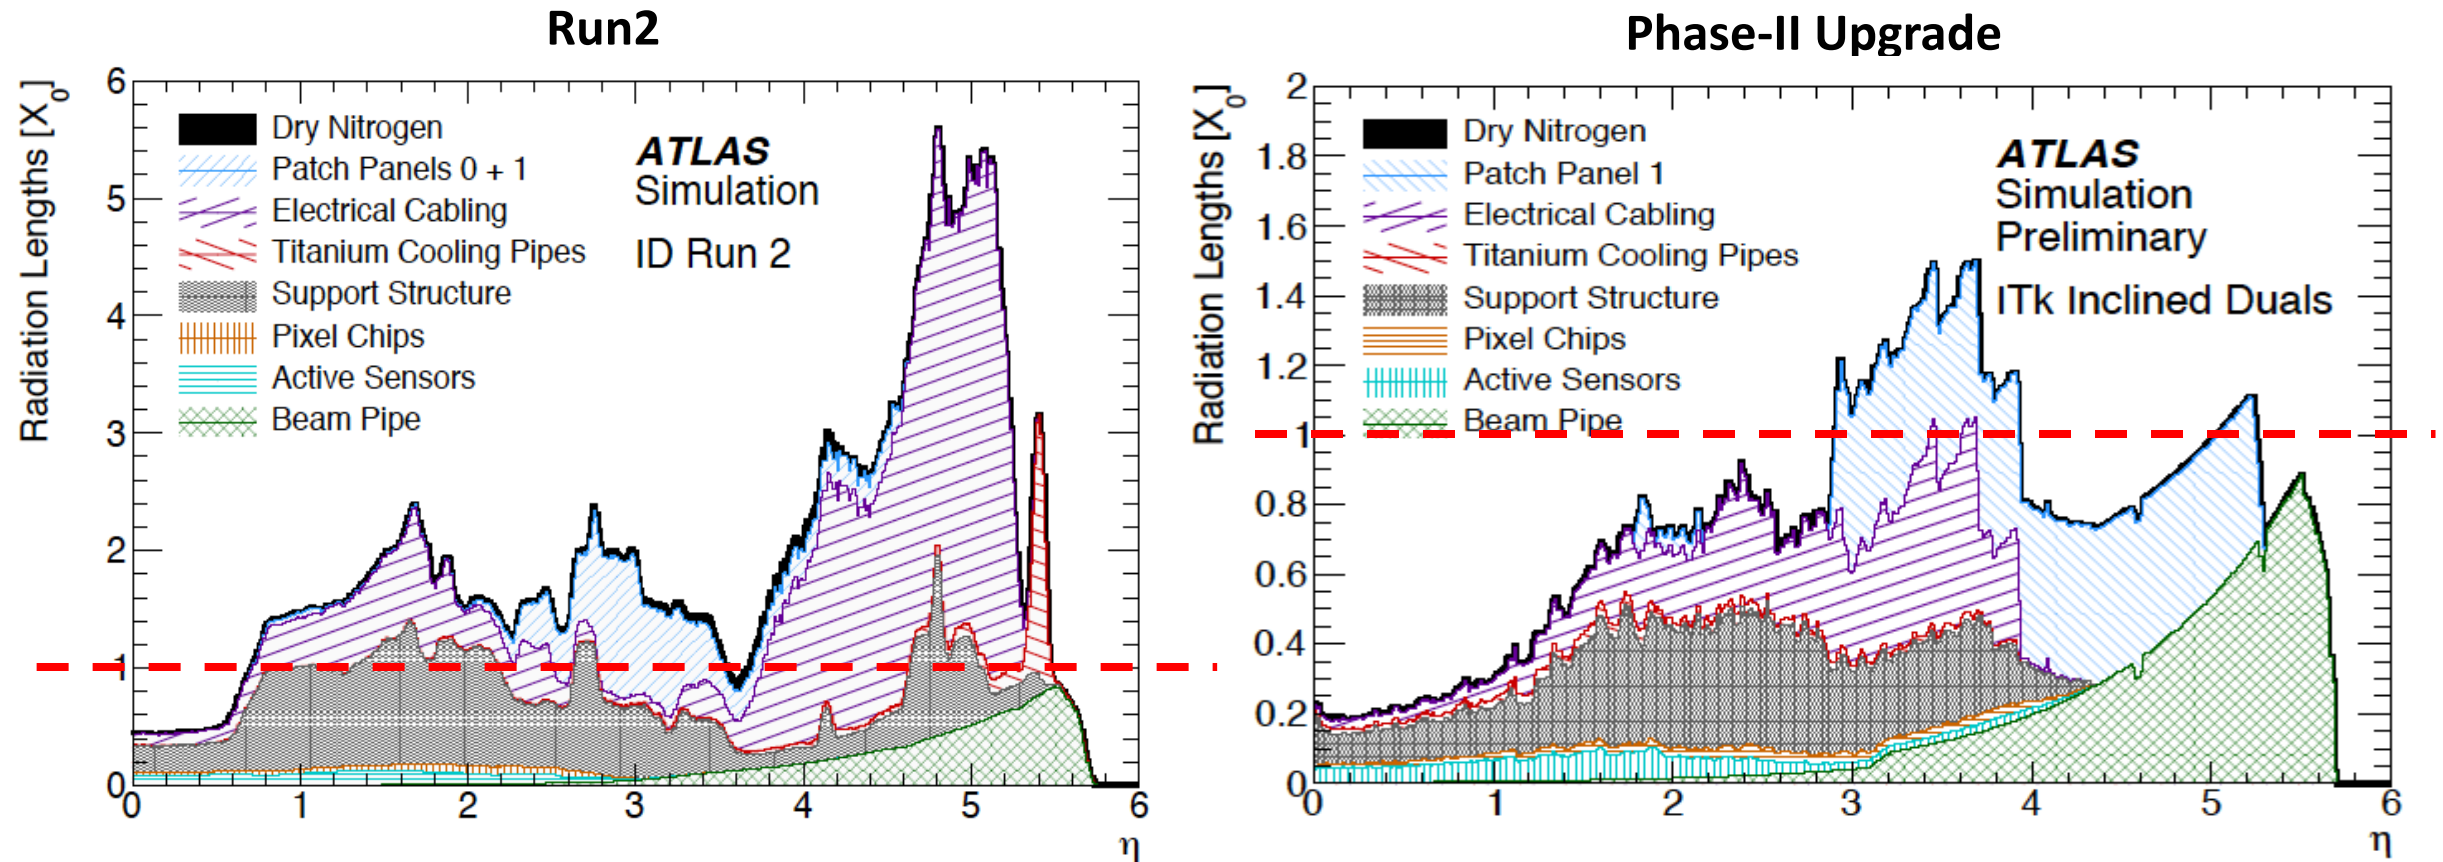 Run2
Radiation Lengths [X0]
6
5
4
3
2
1
0
Dry Nitrogen
Patch Panels 0 + 1
Electrical Cabling
Titanium Cooling Pipes
Support Structure
Pixel Chips
Active Sensors
Beam Pipe
ATLAS
Simulation
ID Run 2
0 1 2 3 4 5 6
η
Phase-II Upgrade
Radiation Lengths [X0]
2
1.8
1.6
1.4
1.2
1
0.8
0.6
0.4
0.2
0
Dry Nitrogen
Patch Panel 1
Electrical Cabling
Titanium Cooling Pipes
Support Structure
Pixel Chips
Active Sensors
Beam Pipe
ATLAS
Simulation
Preliminary
ITk Inclined Duals
0 1 2 3 4 5 6
η